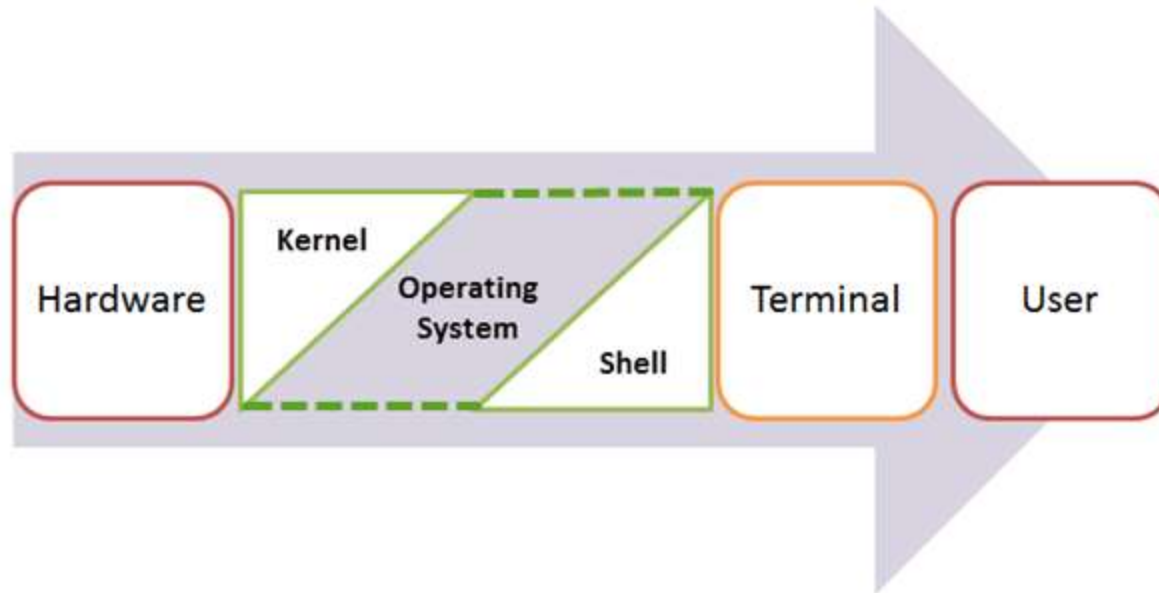 Hardware
Kernel
Operating
System
Shell
Terminal
User